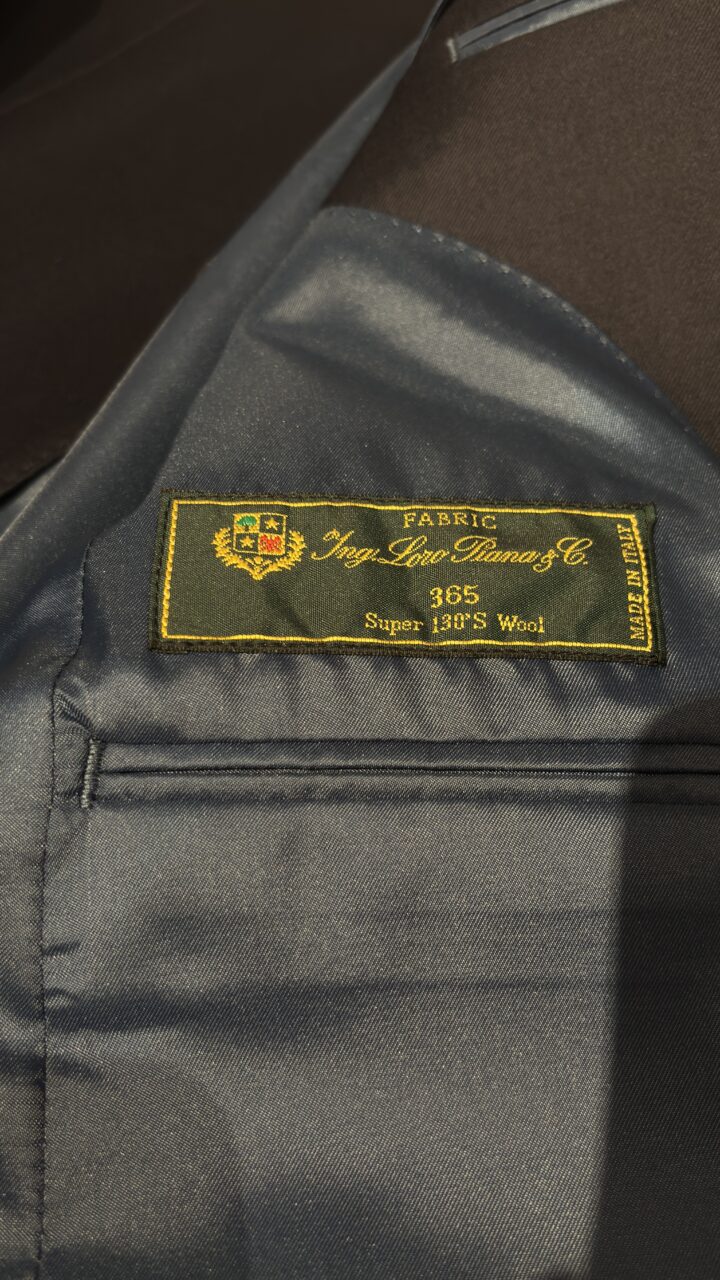 FABRIC
Ing. Loro Piana & C.
365
Super 130'S Wool
MADE IN ITALY